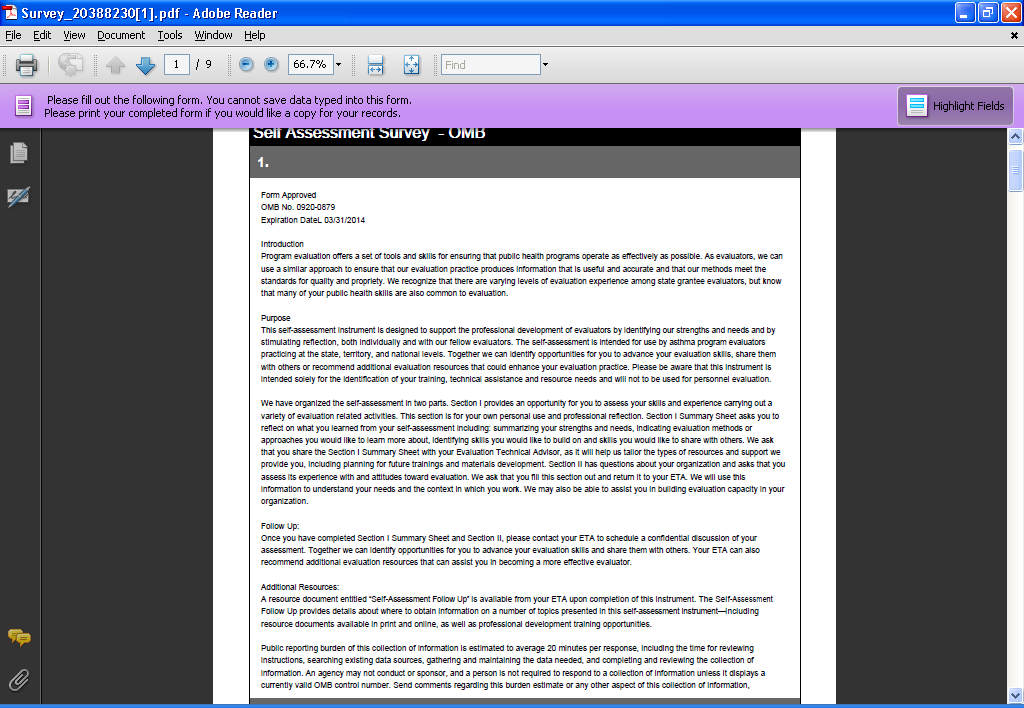 Survey_20388230[1].pdf - Adobe Reader
File Edit View Document Tools Window Help
1 / 9 66.7% Find
Please fill out the following form. You cannot save data typed into this form.
Please print your completed form if you would like a copy for your records.
Highlight Fields
Self Assessment Survey - OMB
1.
Form Approved
OMB No. 0920-0879
Expiration DateL 03/31/2014
Introduction
Program evaluation offers a set of tools and skills for ensuring that public health programs operate as effectively as possible. As evaluators, we can
use a similar approach to ensure that our evaluation practice produces information that is useful and accurate and that our methods meet the
standards for quality and propriety. We recognize that there are varying levels of evaluation experience among state grantee evaluators, but know
that many of your public health skills are also common to evaluation.
Purpose
This self-assessment instrument is designed to support the professional development of evaluators by identifying our strengths and needs and by
stimulating reflection, both individually and with our fellow evaluators. The self-assessment is intended for use by asthma program evaluators
practicing at the state, territory, and national levels. Together we can identify opportunities for you to advance your evaluation skills, share them
with others or recommend additional evaluation resources that could enhance your evaluation practice. Please be aware that this instrument is
intended solely for the identification of your training, technical assistance and resource needs and will not to be used for personnel evaluation.
We have organized the self-assessment in two parts. Section I provides an opportunity for you to assess your skills and experience carrying out a
variety of evaluation related activities. This section is for your own personal use and professional reflection. Section I Summary Sheet asks you to
reflect on what you learned from your self-assessment including: summarizing your strengths and needs, indicating evaluation methods or
approaches you would like to learn more about, identifying skills you would like to build on and skills you would like to share with others. We ask
that you share the Section I Summary Sheet with your Evaluation Technical Advisor, as it will help us tailor the types of resources and support we
provide you, including planning for future trainings and materials development. Section II has questions about your organization and asks that you
assess its experience with and attitudes toward evaluation. We ask that you fill this section out and return it to your ETA. We will use this
information to understand your needs and the context in which you work. We may also be able to assist you in building evaluation capacity in your
organization.
Follow Up:
Once you have completed Section I Summary Sheet and Section II, please contact your ETA to schedule a confidential discussion of your
assessment. Together we can identify opportunities for you to advance your evaluation skills and share them with others. Your ETA can also
recommend additional evaluation resources that can assist you in becoming a more effective evaluator.
Additional Resources:
A resource document entitled "Self-Assessment Follow Up" is available from your ETA upon completion of this instrument. The Self-Assessment
Follow Up provides details about where to obtain information on a number of topics presented in this self-assessment instrument—including
resource documents available in print and online, as well as professional development training opportunities.
Public reporting burden of this collection of information is estimated to average 20 minutes per response, including the time for reviewing
instructions, searching existing data sources, gathering and maintaining the data needed, and completing and reviewing the collection of
information. An agency may not conduct or sponsor, and a person is not required to respond to a collection of information unless it displays a
currently valid OMB control number. Send comments regarding this burden estimate or any other aspect of this collection of information,